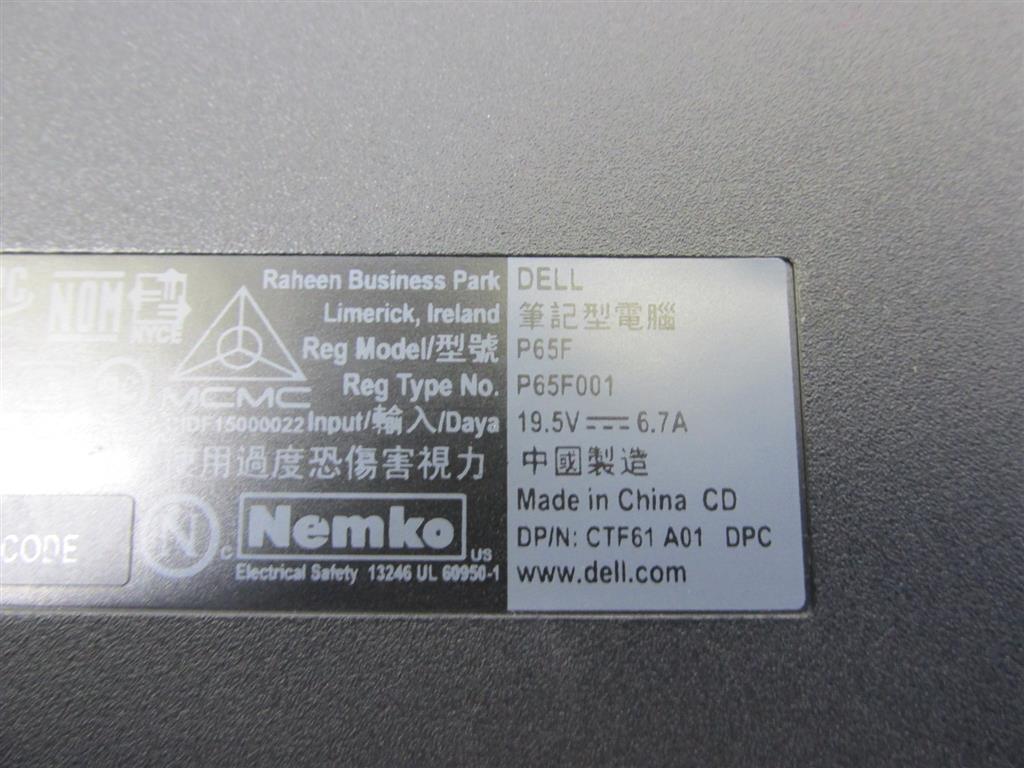 NOM
NYCE
MCMC
Raheen Business Park
Limerick, Ireland
Reg Model/型號
Reg Type No.
15000022 Input/輸入/Daya
用過度恐傷害視力
CODE
N
C Nemko US
Electrical Safety 13246 UL 60950-1
DELL
筆記型電腦
P65F
P65F001
19.5V 6.7A
中國製造
Made in China CD
DP/N: CTF61 A01 DPC
www.dell.com